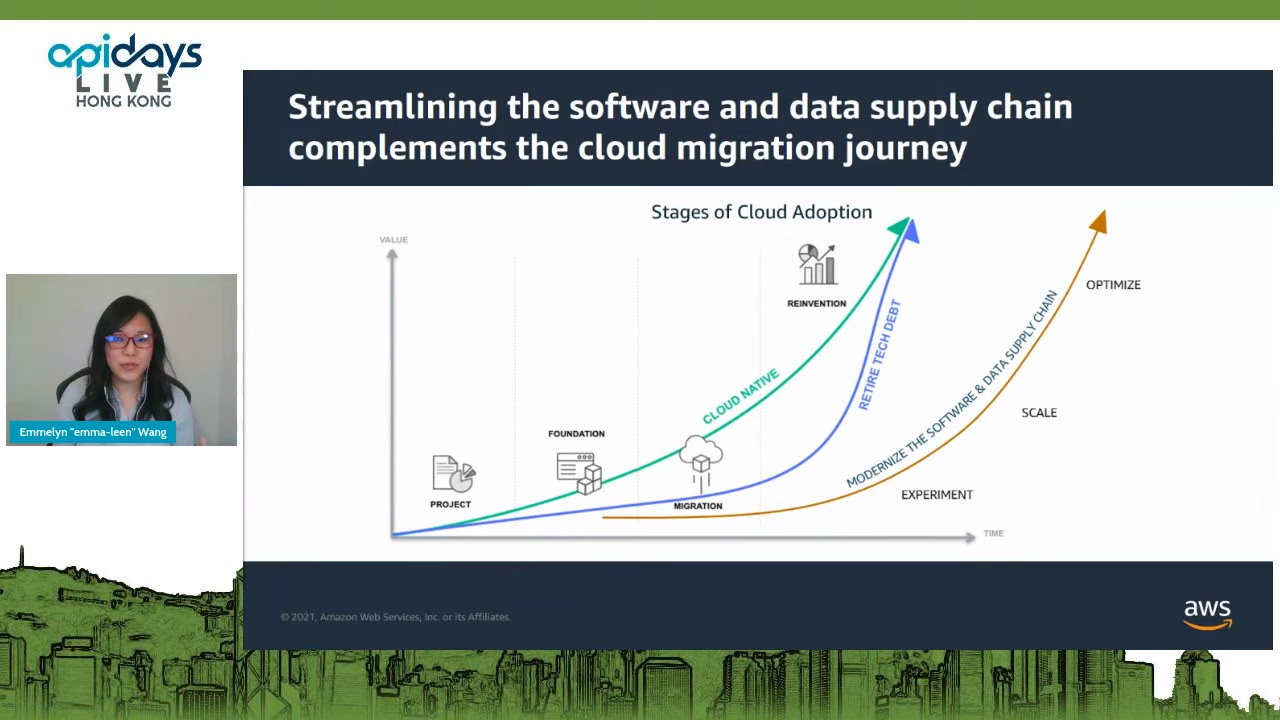 apidays
LIVE
HONG KONG
Streamlining the software and data supply chain
complements the cloud migration journey
Stages of Cloud Adoption
VALUE
REINVENTION
OPTIMIZE
CLOUD NATIVE
RETIRE TECH DEBT
MODERNIZE THE SOFTWARE & DATA SUPPLY CHAIN
SCALE
FOUNDATION
PROJECT
MIGRATION
EXPERIMENT
TIME
Emmelyn "emma-leen" Wang
© 2021, Amazon Web Services, Inc. or its Affiliates.
aws